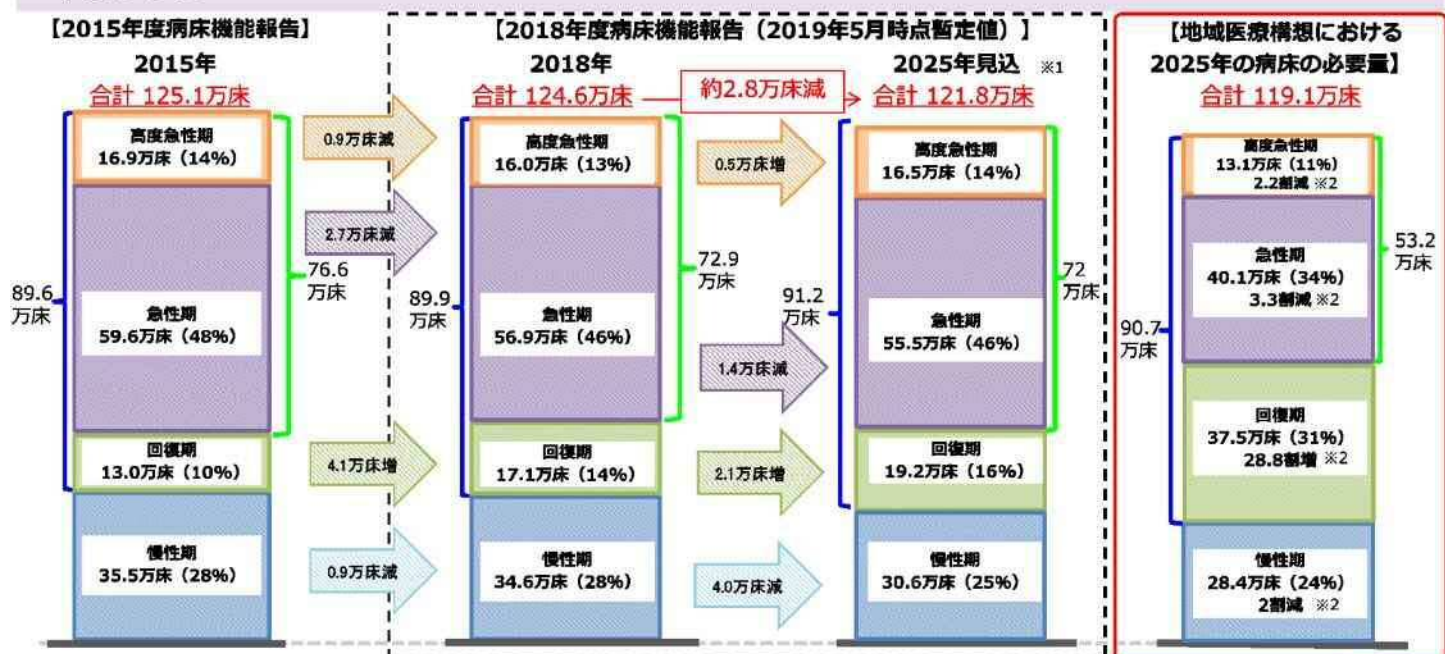 【2015年度病床機能報告】
2015年
合計 125.1万床
高度急性期
16.9万床（14%）
急性期
59.6万床（48%）
回復期
13.0万床（10%）
慢性期
35.5万床（28%）
89.6
万床
76.6
万床
0.9万床減
2.7万床減
4.1万床増
0.9万床減
【2018年度病床機能報告（2019年5月時点暫定値）】
2018年
合計 124.6万床
高度急性期
16.0万床（13%）
急性期
56.9万床（46%）
回復期
17.1万床（14%）
慢性期
34.6万床（28%）
89.9
万床
72.9
万床
約2.8万床減
0.5万床増
1.4万床減
2.1万床増
4.0万床減
2025年見込 ※1
合計 121.8万床
高度急性期
16.5万床（14%）
急性期
55.5万床（46%）
回復期
19.2万床（16%）
慢性期
30.6万床（25%）
91.2
万床
72
万床
【地域医療構想における
2025年の病床の必要量】
合計 119.1万床
高度急性期
13.1万床（11%）
2.2割減 ※2
急性期
40.1万床（34%）
3.3割減 ※2
回復期
37.5万床（31%）
28.8割増 ※2
慢性期
28.4万床（24%）
2割減 ※2
90.7
万床
53.2
万床